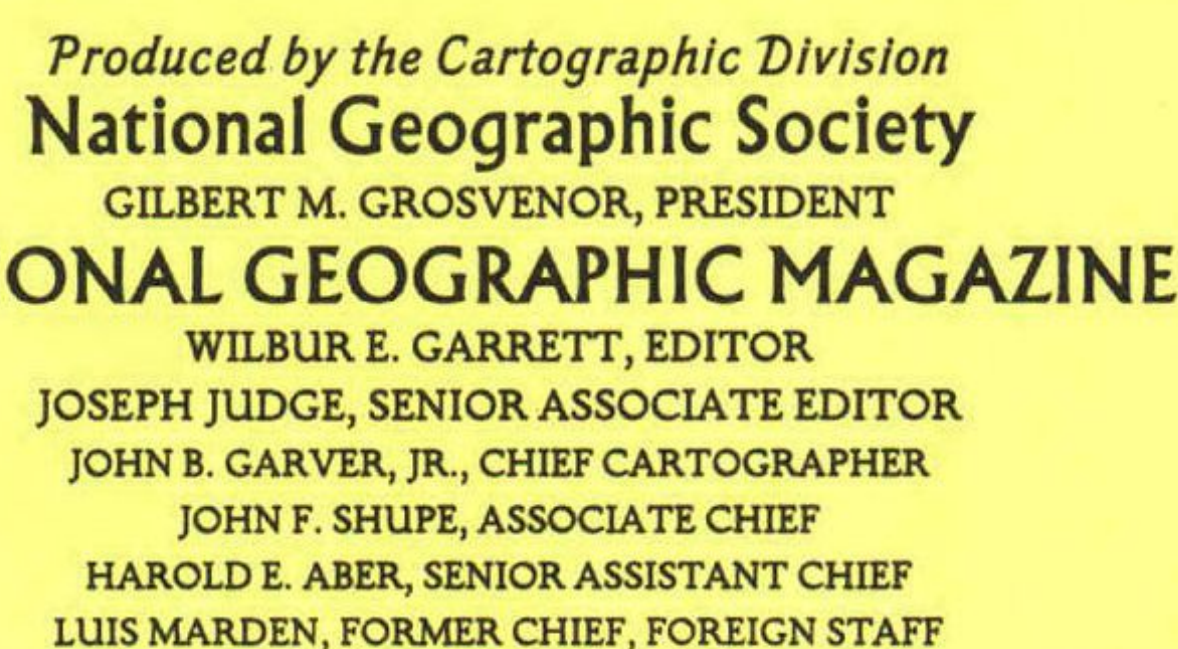 Produced by the Cartographic Division
National Geographic Society
GILBERT M. GROSVENOR, PRESIDENT
ONAL GEOGRAPHIC MAGAZINE
WILBUR E. GARRETT, EDITOR
JOSEPH JUDGE, SENIOR ASSOCIATE EDITOR
JOHN B. GARVER, JR., CHIEF CARTOGRAPHER
JOHN F. SHUPE, ASSOCIATE CHIEF
HAROLD E. ABER, SENIOR ASSISTANT CHIEF
LUIS MARDEN, FORMER CHIEF, FOREIGN STAFF